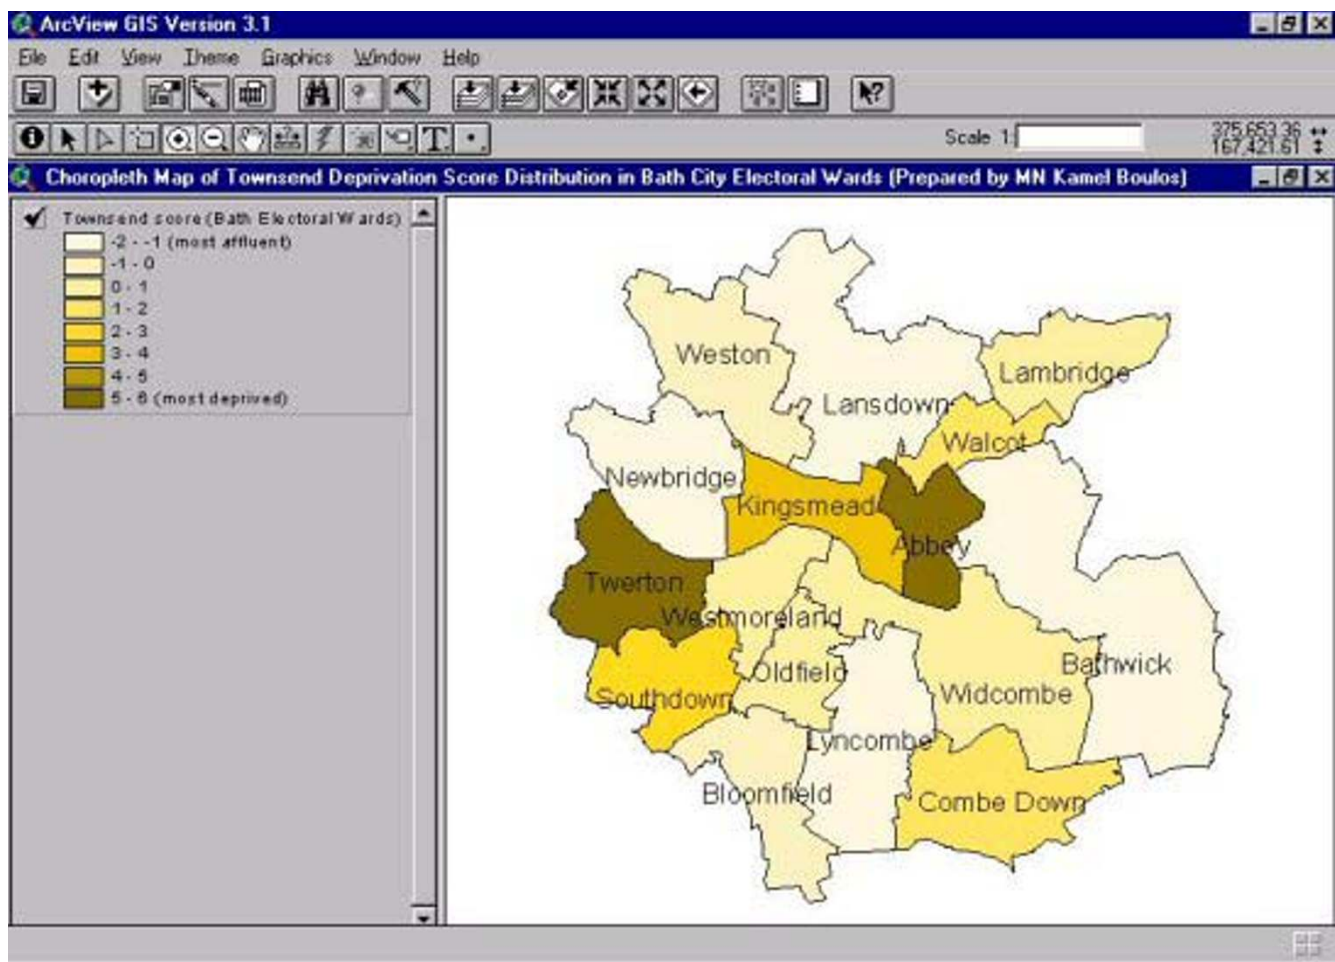 ArcView GIS Version 3.1
File Edit View Theme Graphics Window Help
Scale 1:
375,653.36
167,421.61
Choropleth Map of Townsend Deprivation Score Distribution in Bath City Electoral Wards (Prepared by MN Kamel Boulos)
Townsend score (Bath Electoral Wards)
-2 - -1 (most affluent)
-1 - 0
0 - 1
1 - 2
2 - 3
3 - 4
4 - 5
5 - 6 (most deprived)
Weston
Lambridge
Lansdown
Walcot
Newbridge
Kingsmead
Abbey
Twerton
Westmoreland
Bathwick
Oldfield
Widcombe
Southdown
Lyncombe
Bloomfield
Combe Down